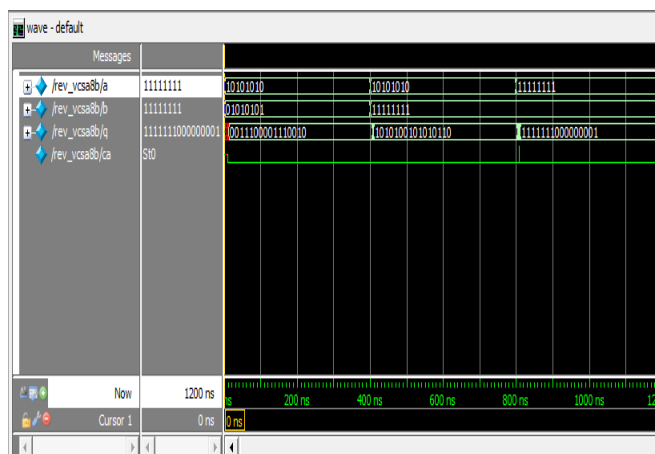 wave - default
Messages
/rev_vcsa8b/a 11111111 10101010 10101010 11111111
/rev_vcsa8b/b 11111111 01010101 11111111
/rev_vcsa8b/q 1111111000000001 0011100001110010 1010100101010110 1111111000000001
/rev_vcsa8b/ca St0
Now 1200 ns ns 200 ns 400 ns 600 ns 800 ns 1000 ns 12
Cursor 1 0 ns 0 ns